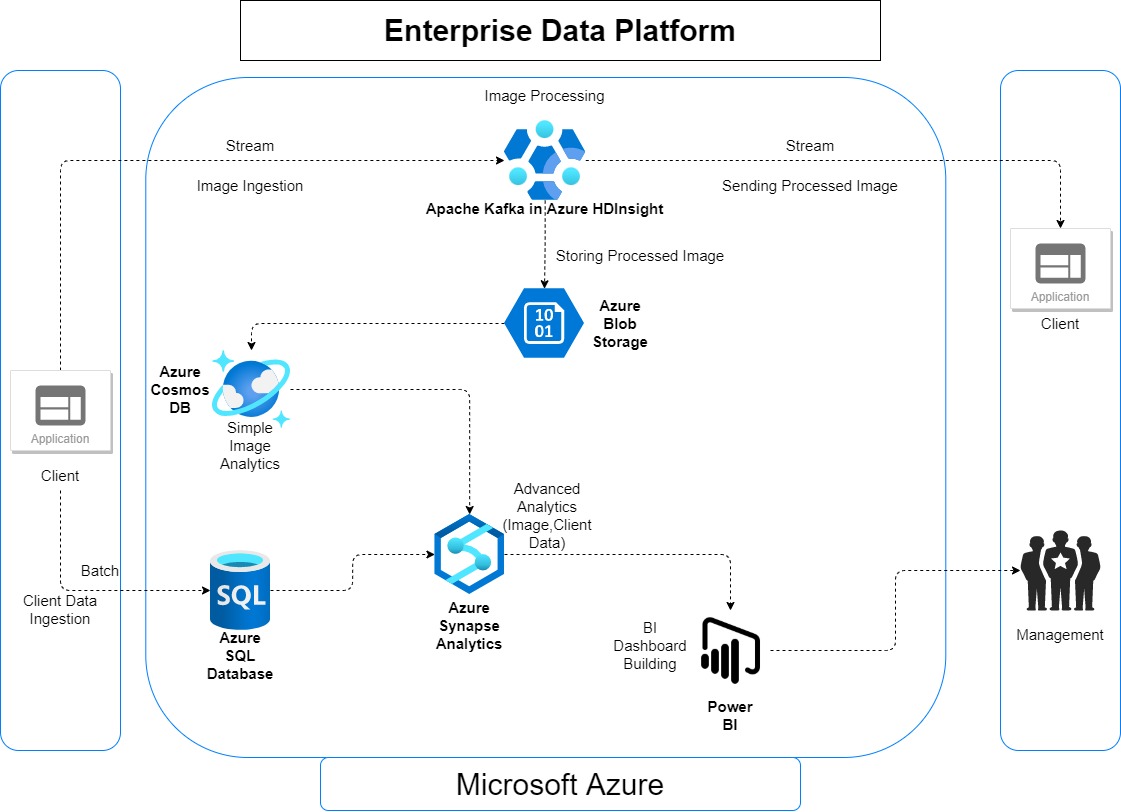 Enterprise Data Platform
Image Processing
Stream
Stream
Image Ingestion
Sending Processed Image
Apache Kafka in Azure HDInsight
Storing Processed Image
10
01
Azure
Blob
Storage
Application
Client
Azure
Cosmos
DB
Simple
Image
Analytics
Application
Client
Advanced
Analytics
(Image,Client
Data)
Batch
Client Data
Ingestion
SQL
Azure
SQL
Database
Azure
Synapse
Analytics
BI
Dashboard
Building
Power
BI
Management
Microsoft Azure